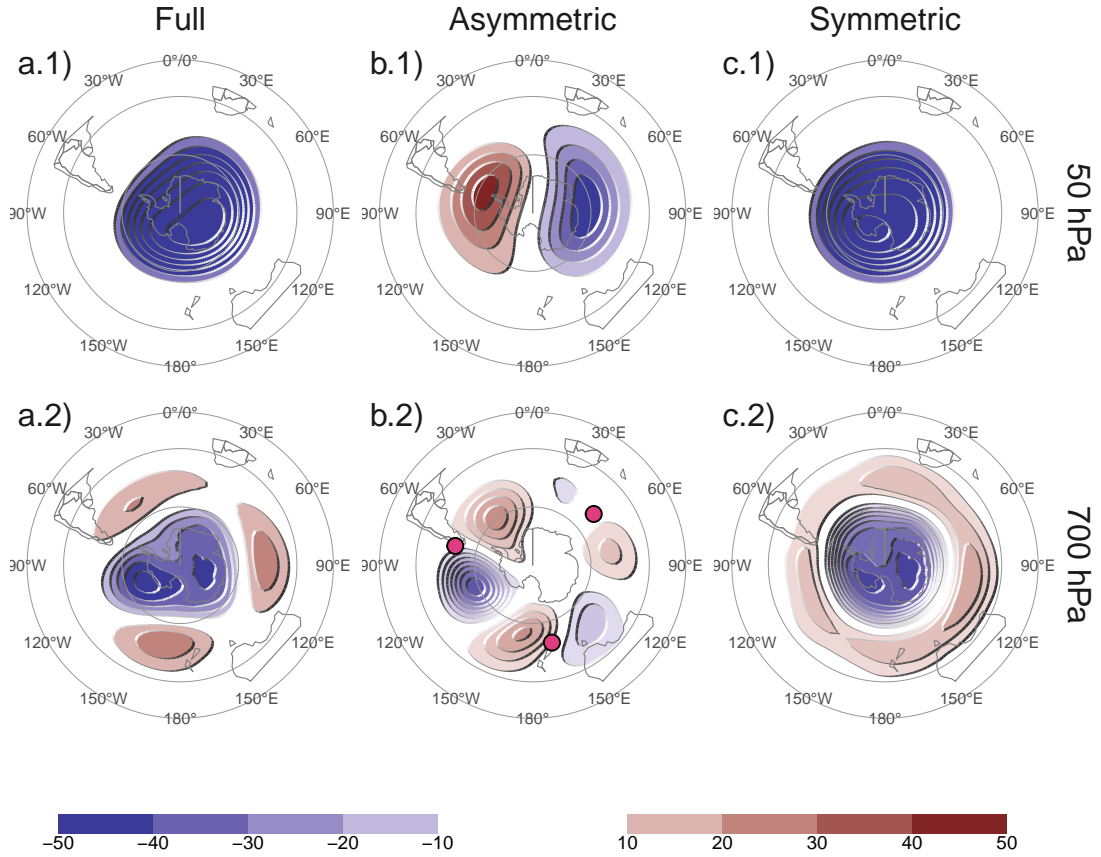 Full Asymmetric Symmetric
a.1) b.1) c.1)
0°/0° 0°/0° 0°/0°
30°W 30°E 30°W 30°E 30°W 30°E
60°W 60°E 60°W 60°E 60°W 60°E
90°W 90°E 90°W 90°E 90°W 90°E
120°W 120°E 120°W 120°E 120°W 120°E
150°W 150°E 150°W 150°E 150°W 150°E
180° 180° 180°
50 hPa
a.2) b.2) c.2)
0°/0° 0°/0° 0°/0°
30°W 30°E 30°W 30°E 30°W 30°E
60°W 60°E 60°W 60°E 60°W 60°E
90°W 90°E 90°W 90°E 90°W 90°E
120°W 120°E 120°W 120°E 120°W 120°E
150°W 150°E 150°W 150°E 150°W 150°E
180° 180° 180°
700 hPa
−50 −40 −30 −20 −10 10 20 30 40 50